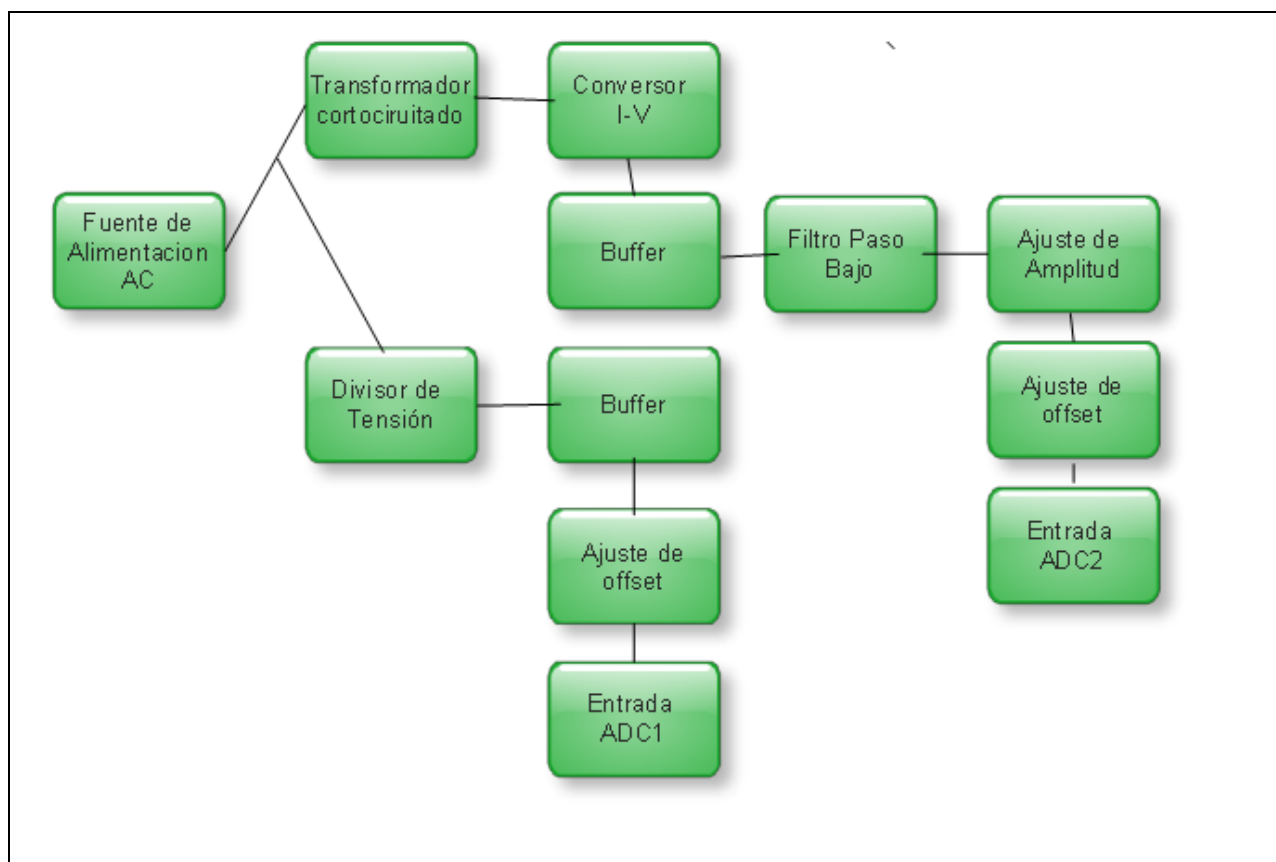 Transformador
cortociruitado
Conversor
I-V
Fuente de
Alimentacion
AC
Buffer
Filtro Paso
Bajo
Ajuste de
Amplitud
Divisor de
Tensión
Buffer
Ajuste de
offset
Ajuste de
offset
Entrada
ADC2
Entrada
ADC1